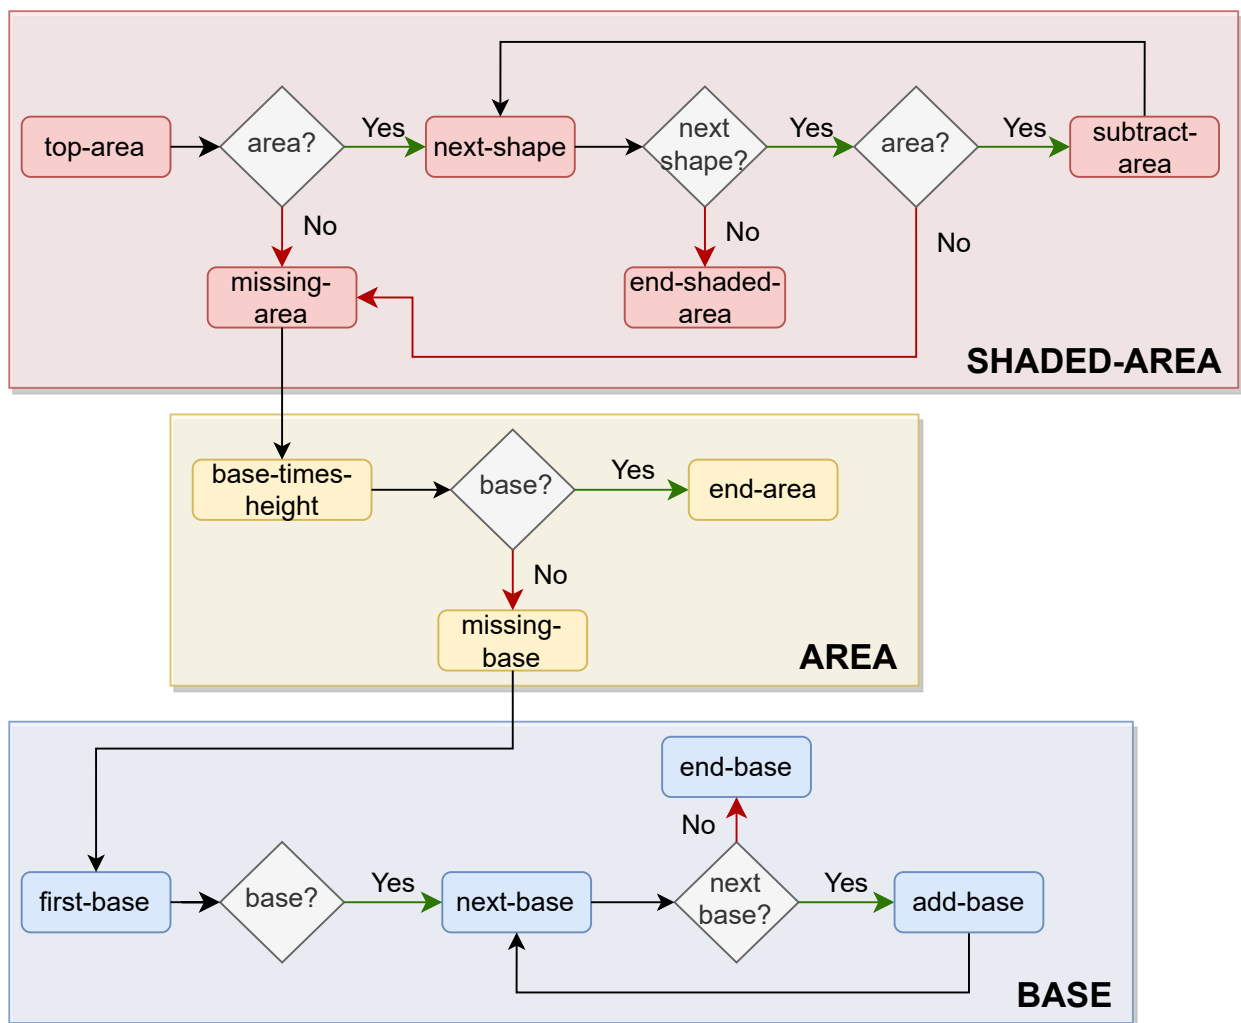 top-area
area?
Yes
next-shape
next
shape?
Yes
area?
Yes
subtract-
area
No
missing-
area
No
end-shaded-
area
No
SHADED-AREA
base-times-
height
base?
Yes
end-area
No
missing-
base
AREA
end-base
No
first-base
base?
Yes
next-base
next
base?
Yes
add-base
BASE